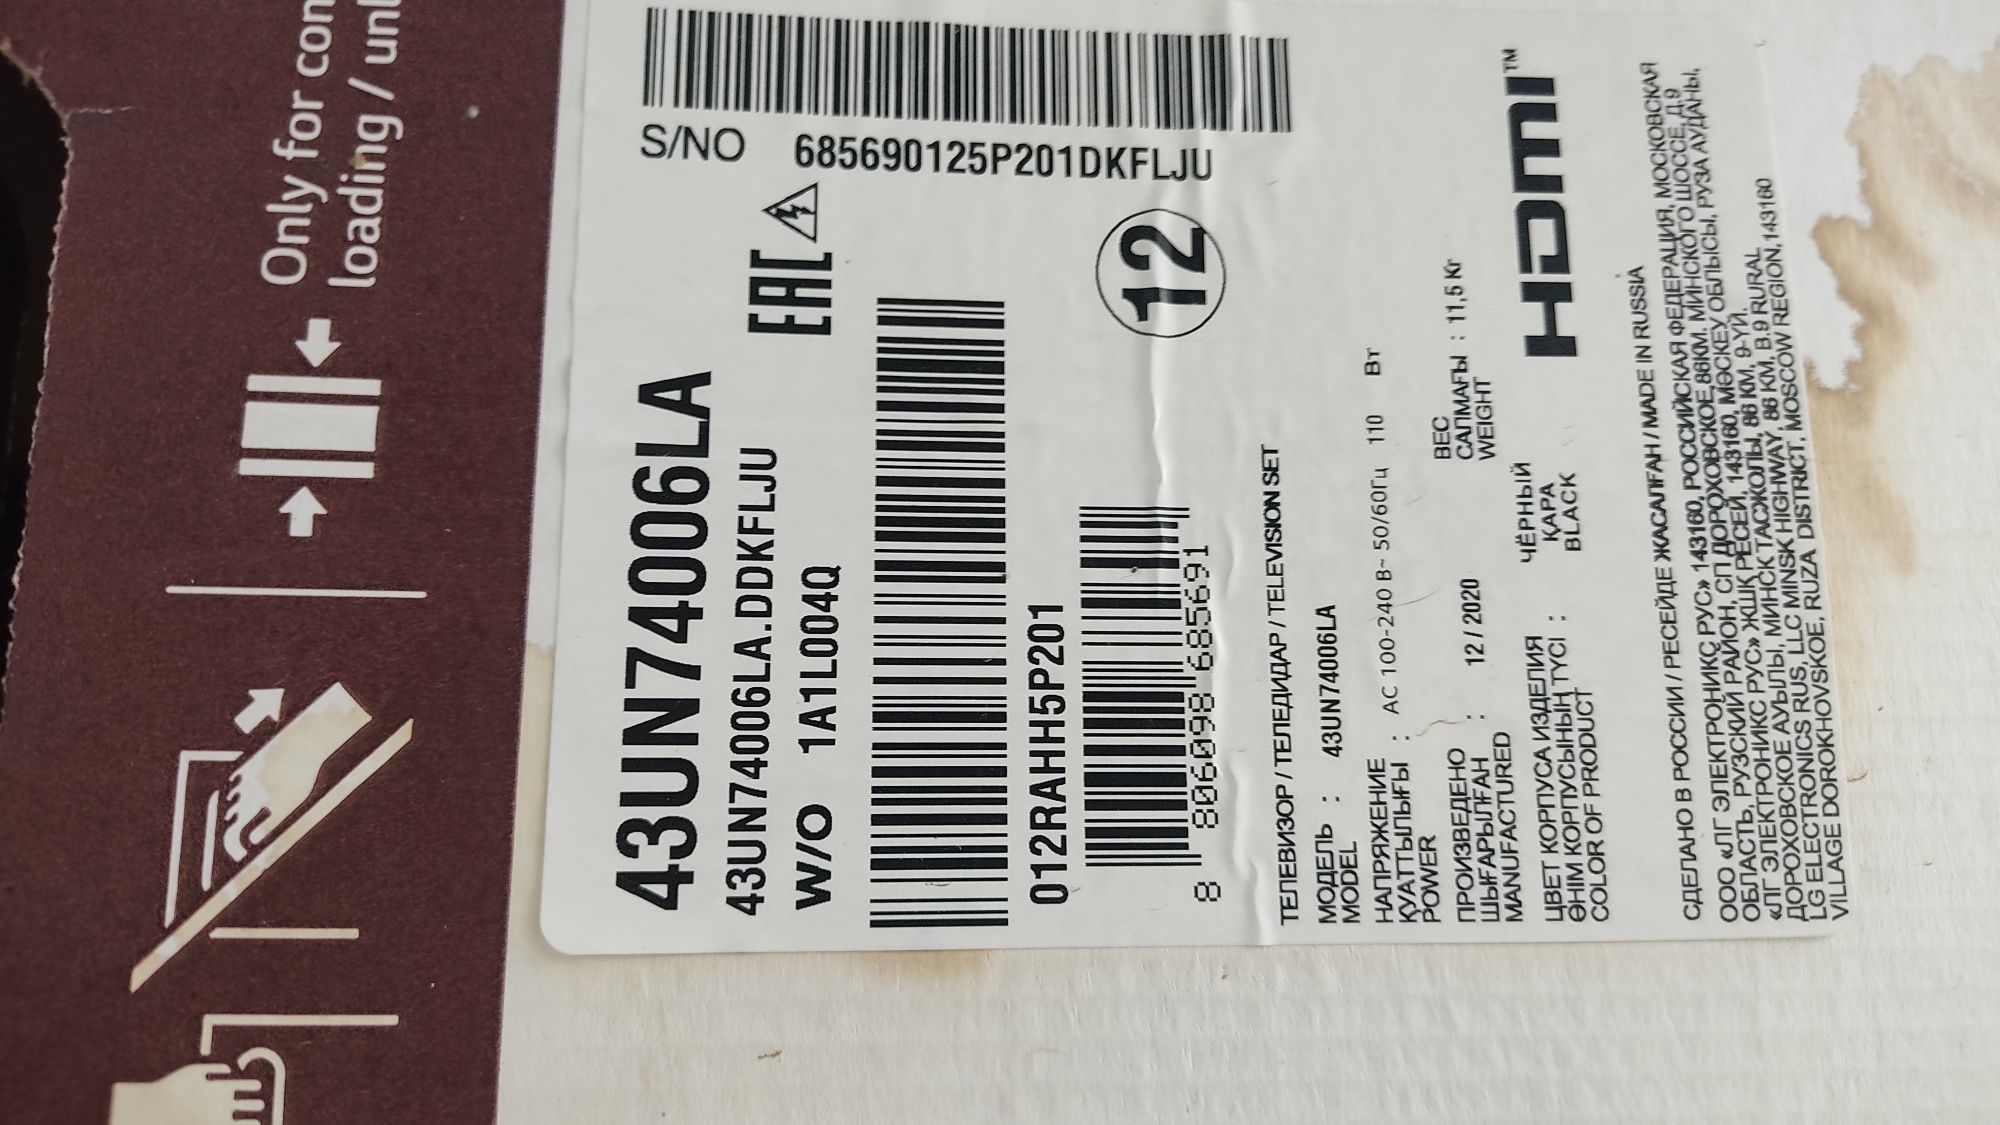 Only for
loading / 
43UN74006LA
43UN74006LA.DDKFLJU
W/O 1A1L004Q
EAC
S/NO 685690125P201DKFLJU
012RAHH5P201
8 806098 685691
12
ТЕЛЕВИЗОР / ТЕЛЕДИДАР / TELEVISION SET
МОДЕЛЬ
MODEL : 43UN74006LA
НАПРЯЖЕНИЕ
ҚУАТТЫЛЫҒЫ : AC 100-240 В~ 50/60Гц 110 Вт
POWER
ПРОИЗВЕДЕНО
ШЫҒАРЫЛҒАН : 12 / 2020
MANUFACTURED
ВЕС
САЛМАҒЫ : 11,5 Кг
WEIGHT
ЦВЕТ КОРПУСА ИЗДЕЛИЯ : ЧЁРНЫЙ
ӨНІМ КОРПУСЫНЫҢ ТҮСІ : ҚАРА
COLOR OF PRODUCT BLACK
HDMI™
СДЕЛАНО В РОССИИ / РЕСЕЙДЕ ЖАСАЛҒАН / MADE IN RUSSIA
ООО «ЛГ ЭЛЕКТРОНИКС РУС» 143160, РОССИЙСКАЯ ФЕДЕРАЦИЯ, МОСКОВСКАЯ
ОБЛАСТЬ, РУЗСКИЙ РАЙОН, СП ДОРОХОВСКОЕ, 86КМ. МИНСКОГО ШОССЕ, Д.9
«ЛГ ЭЛЕКТРОНИКС РУС» ЖШҚ РЕСЕЙ, 143160, МӘСКЕУ ОБЛЫСЫ, РУЗА АУДАНЫ,
ДОРОХОВСКОЕ АУЫЛЫ, МИНСК ТАСЖОЛЫ, 86 КМ, 9-ҮЙ.
LG ELECTRONICS RUS, LLC MINSK HIGHWAY, 86 KM, B.9 RURAL
VILLAGE DOROKHOVSKOE, RUZA DISTRICT, MOSCOW REGION,143160